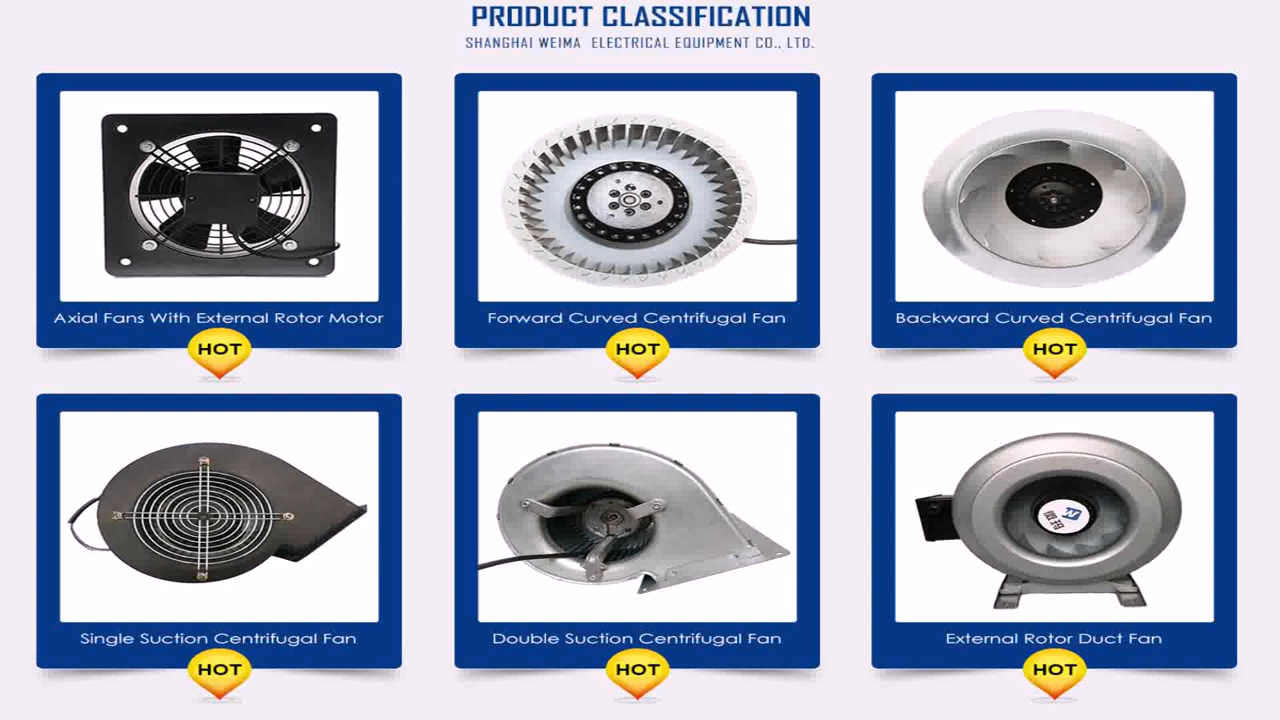 PRODUCT CLASSIFICATION
SHANGHAI WEIMA ELECTRICAL EQUIPMENT CO., LTD.
Axial Fans With External Rotor Motor
Forward Curved Centrifugal Fan
Backward Curved Centrifugal Fan
HOT
HOT
HOT
Single Suction Centrifugal Fan
Double Suction Centrifugal Fan
External Rotor Duct Fan
HOT
HOT
HOT